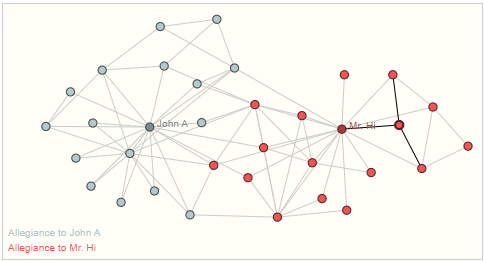 John A
Mr. Hi
Allegiance to John A
Allegiance to Mr. Hi